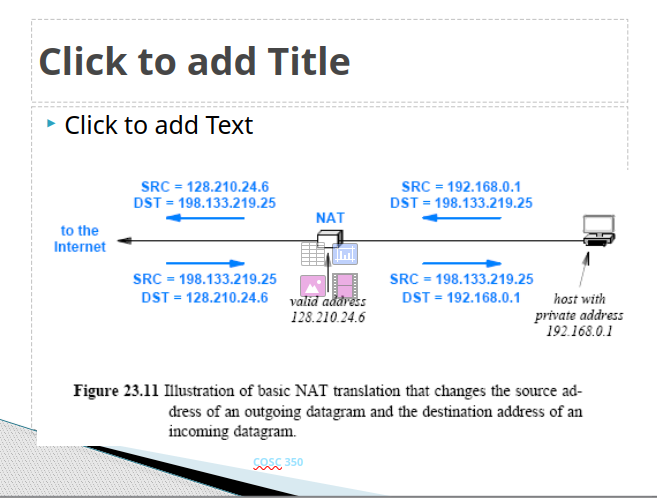 Click to add Title
Click to add Text
SRC = 128.210.24.6
DST = 198.133.219.25
SRC = 192.168.0.1
DST = 198.133.219.25
NAT
to the
Internet
SRC = 198.133.219.25
DST = 128.210.24.6
valid address
128.210.24.6
SRC = 198.133.219.25
DST = 192.168.0.1
host with
private address
192.168.0.1
Figure 23.11 Illustration of basic NAT translation that changes the source ad-
dress of an outgoing datagram and the destination address of an
incoming datagram.
COSC 350